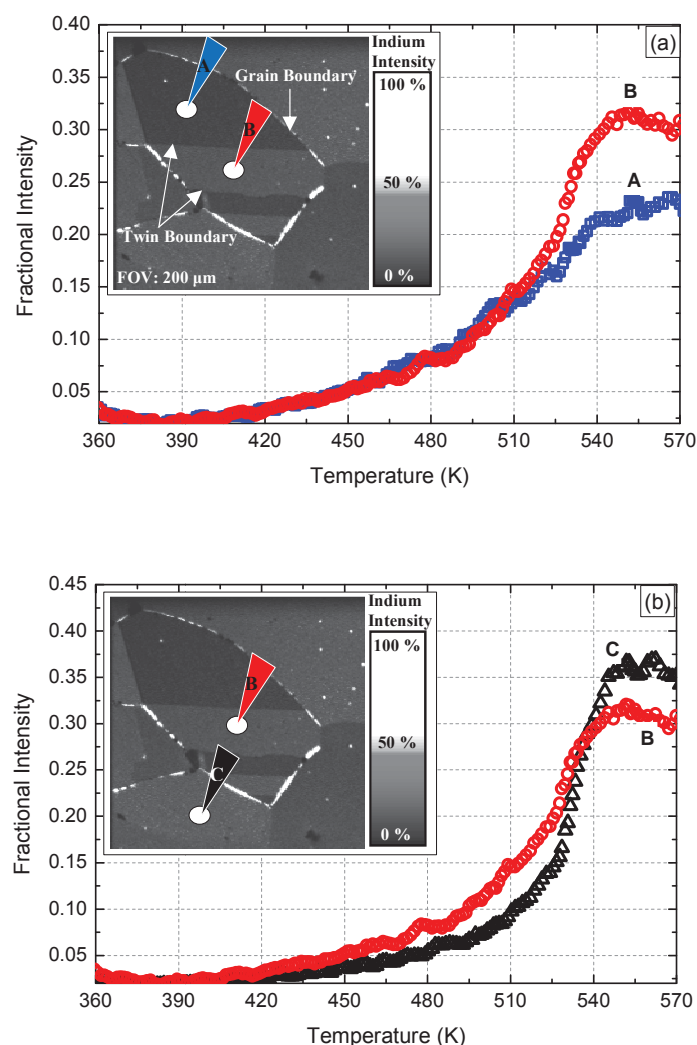 (a)
0.40
0.35
0.30
0.25
0.20
0.15
0.10
0.05
Fractional Intensity
360 390 420 450 480 510 540 570
Temperature (K)
A
B
Grain Boundary
Twin Boundary
FOV: 200 µm
Indium
Intensity
100 %
50 %
0 %
B
A
(b)
0.45
0.40
0.35
0.30
0.25
0.20
0.15
0.10
0.05
Fractional Intensity
360 390 420 450 480 510 540 570
Temperature (K)
B
C
Indium
Intensity
100 %
50 %
0 %
C
B